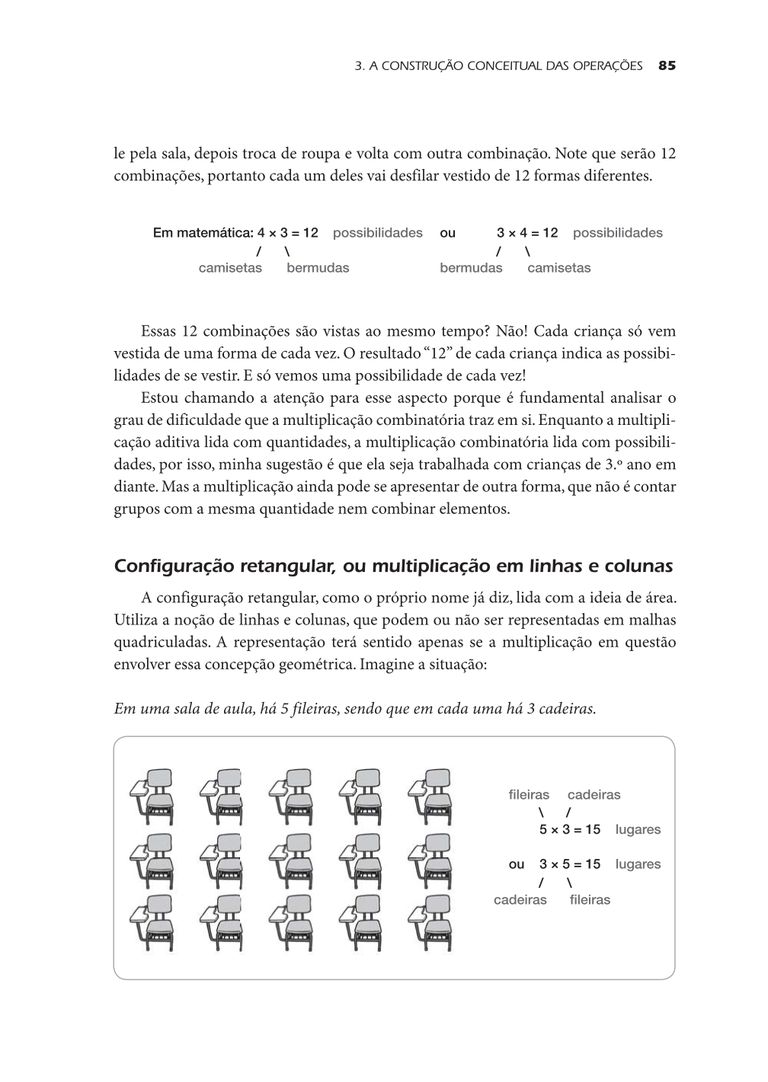 3. A CONSTRUÇÃO CONCEITUAL DAS OPERAÇÕES 85
le pela sala, depois troca de roupa e volta com outra combinação. Note que serão 12
combinações, portanto cada um deles vai desfilar vestido de 12 formas diferentes.
Em matemática: 4 × 3 = 12 possibilidades ou 3 × 4 = 12 possibilidades
/ \ / \
camisetas bermudas bermudas camisetas
Essas 12 combinações são vistas ao mesmo tempo? Não! Cada criança só vem
vestida de uma forma de cada vez. O resultado “12” de cada criança indica as possibi-
lidades de se vestir. E só vemos uma possibilidade de cada vez!
Estou chamando a atenção para esse aspecto porque é fundamental analisar o
grau de dificuldade que a multiplicação combinatória traz em si. Enquanto a multipli-
cação aditiva lida com quantidades, a multiplicação combinatória lida com possibili-
dades, por isso, minha sugestão é que ela seja trabalhada com crianças de 3.º ano em
diante. Mas a multiplicação ainda pode se apresentar de outra forma, que não é contar
grupos com a mesma quantidade nem combinar elementos.
Configuração retangular, ou multiplicação em linhas e colunas
A configuração retangular, como o próprio nome já diz, lida com a ideia de área.
Utiliza a noção de linhas e colunas, que podem ou não ser representadas em malhas
quadriculadas. A representação terá sentido apenas se a multiplicação em questão
envolver essa concepção geométrica. Imagine a situação:
Em uma sala de aula, há 5 fileiras, sendo que em cada uma há 3 cadeiras.
fileiras cadeiras
\ /
5 × 3 = 15 lugares
ou 3 × 5 = 15 lugares
/ \
cadeiras fileiras